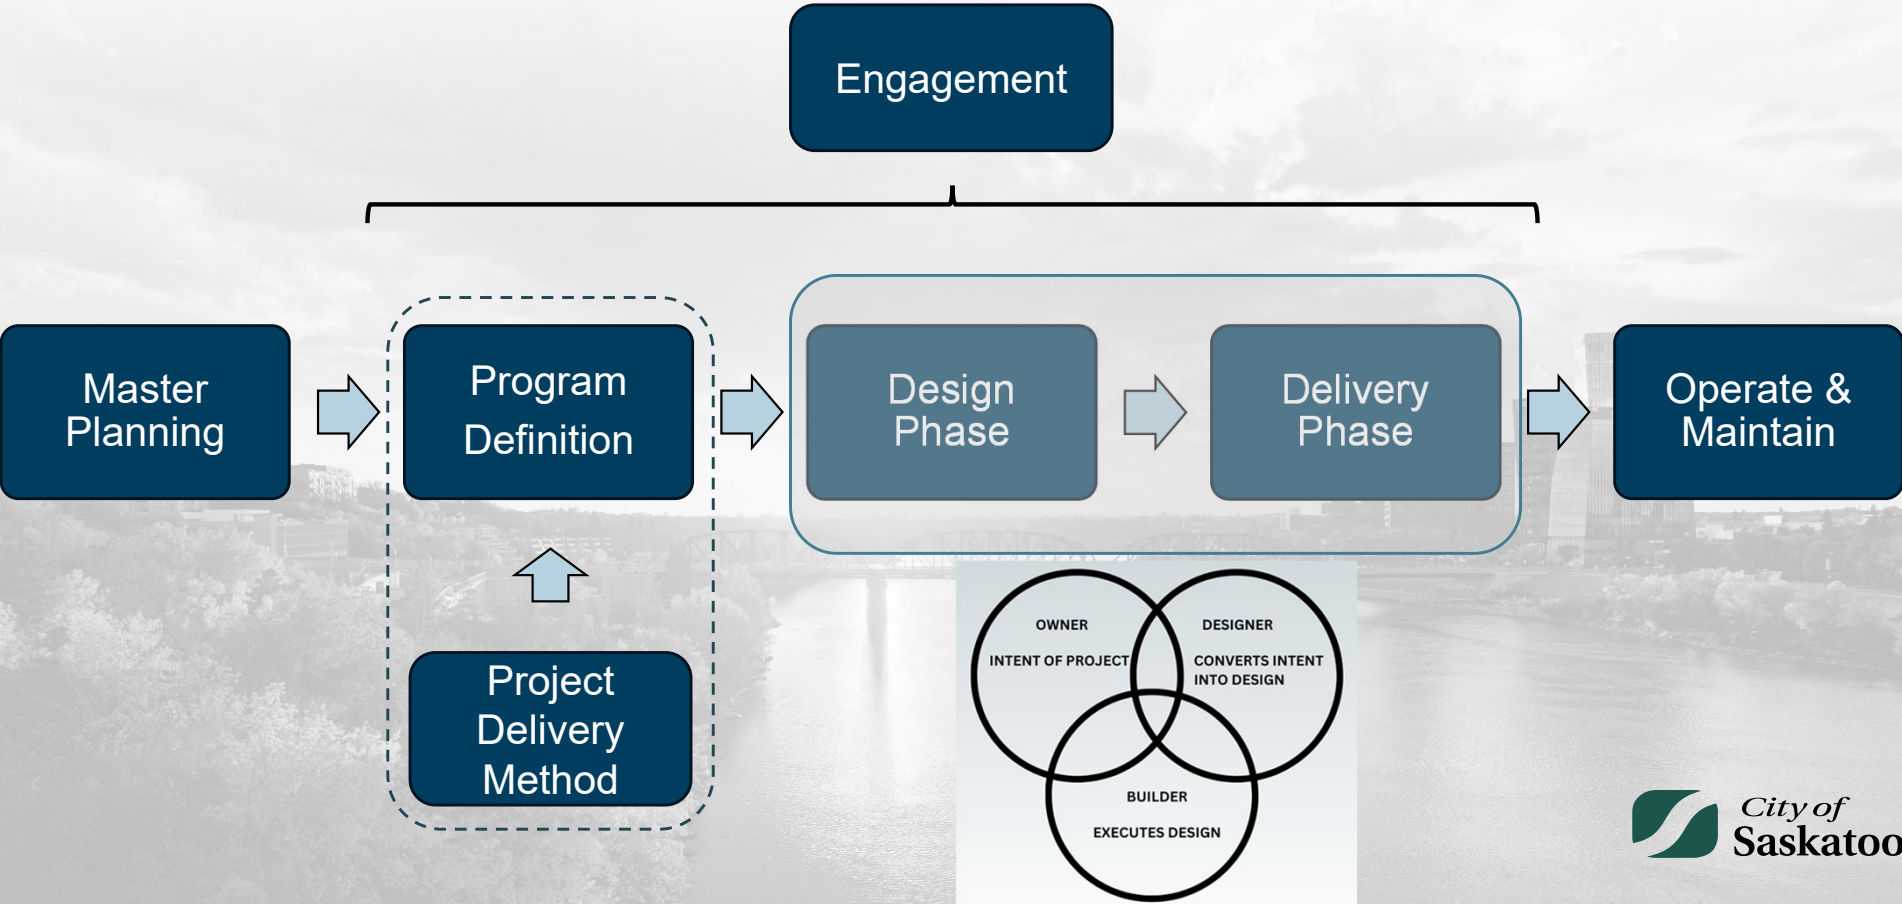 Engagement
Master
Planning
Program
Definition
Design
Phase
Delivery
Phase
Operate &
Maintain
Project
Delivery
Method
OWNER
INTENT OF PROJECT
DESIGNER
CONVERTS INTENT
INTO DESIGN
BUILDER
EXECUTES DESIGN
City of
Saskatoo